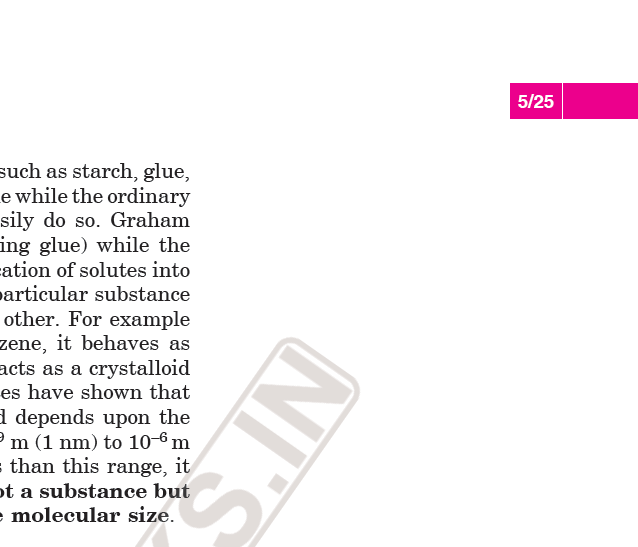 5/25
such as starch, glue,
e while the ordinary
sily do so. Graham
ing glue) while the
cation of solutes into
particular substance
other. For example
zene, it behaves as
acts as a crystalloid
es have shown that
d depends upon the
9 m (1 nm) to 10–6 m
s than this range, it
ot a substance but
e molecular size.
KS.IN